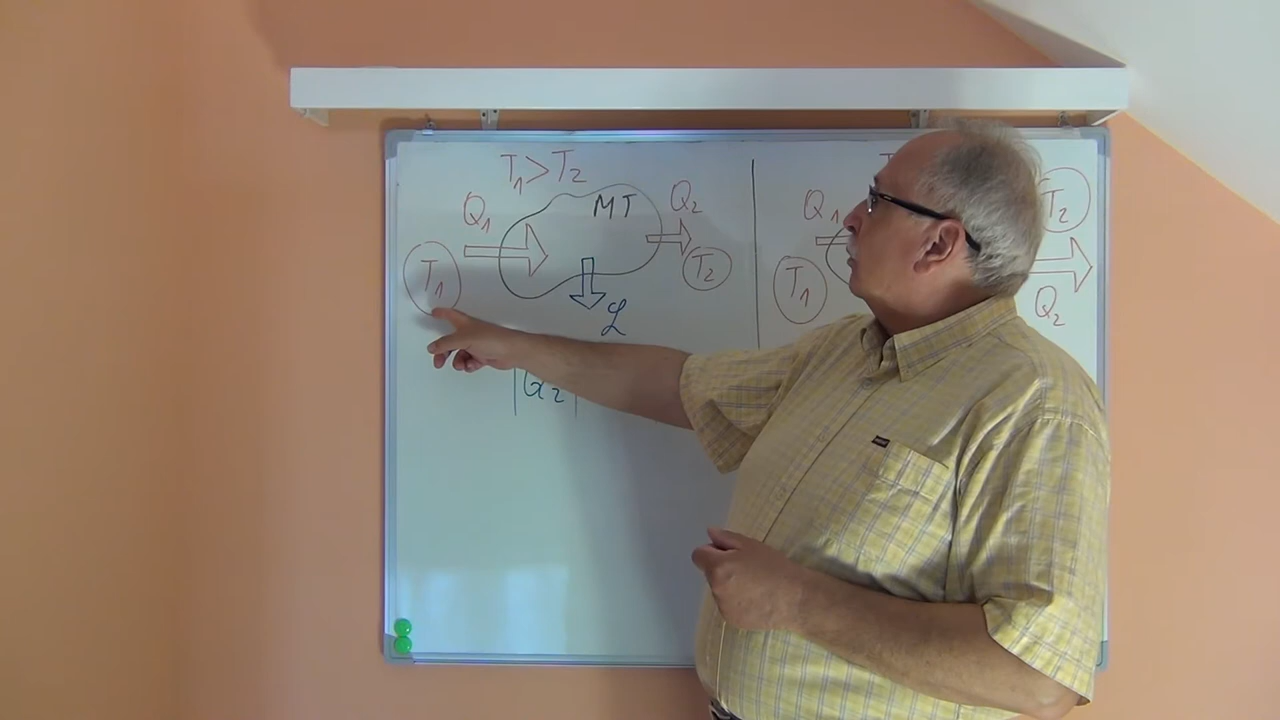 T₁ > T₂
Q₁
MT
Q₂
T₁
T₂
ℒ
|Q₂|
Q₁
T₂
T₁
Q₂